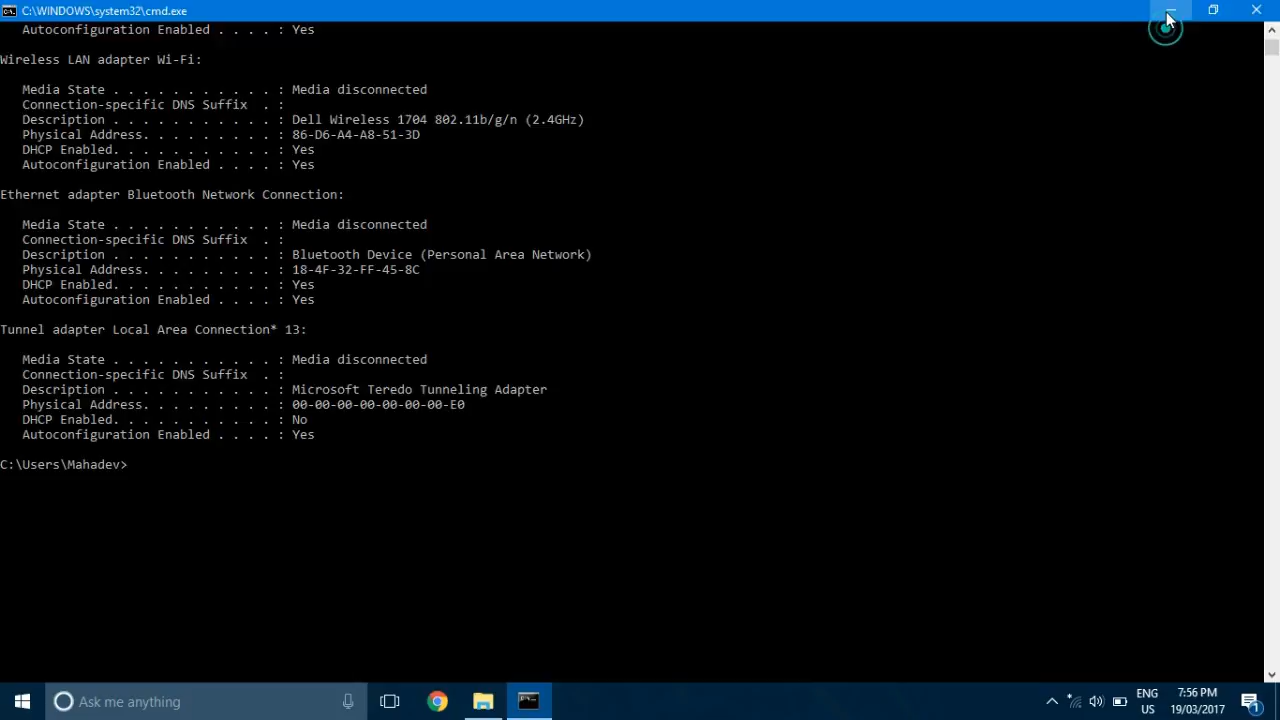 C:\WINDOWS\system32\cmd.exe
Autoconfiguration Enabled . . . . : Yes
Wireless LAN adapter Wi-Fi:
Media State . . . . . . . . . . . : Media disconnected
Connection-specific DNS Suffix  . :
Description . . . . . . . . . . . : Dell Wireless 1704 802.11b/g/n (2.4GHz)
Physical Address. . . . . . . . . : 86-D6-A4-A8-51-3D
DHCP Enabled. . . . . . . . . . . : Yes
Autoconfiguration Enabled . . . . : Yes
Ethernet adapter Bluetooth Network Connection:
Media State . . . . . . . . . . . : Media disconnected
Connection-specific DNS Suffix  . :
Description . . . . . . . . . . . : Bluetooth Device (Personal Area Network)
Physical Address. . . . . . . . . : 18-4F-32-FF-45-8C
DHCP Enabled. . . . . . . . . . . : Yes
Autoconfiguration Enabled . . . . : Yes
Tunnel adapter Local Area Connection* 13:
Media State . . . . . . . . . . . : Media disconnected
Connection-specific DNS Suffix  . :
Description . . . . . . . . . . . : Microsoft Teredo Tunneling Adapter
Physical Address. . . . . . . . . : 00-00-00-00-00-00-00-E0
DHCP Enabled. . . . . . . . . . . : No
Autoconfiguration Enabled . . . . : Yes
C:\Users\Mahadev>
Ask me anything
ENG
US
7:56 PM
19/03/2017
1